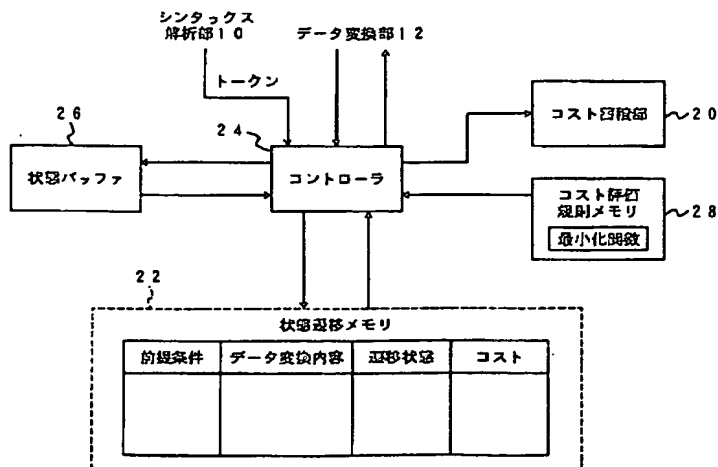 シンタックス
解析部10
データ変換部12
トークン
26
24
状態バッファ
コントローラ
コスト蓄積部
20
コスト評価
規則メモリ
最小化関数
28
22
状態遷移メモリ
前提条件
データ変換内容
遷移状態
コスト